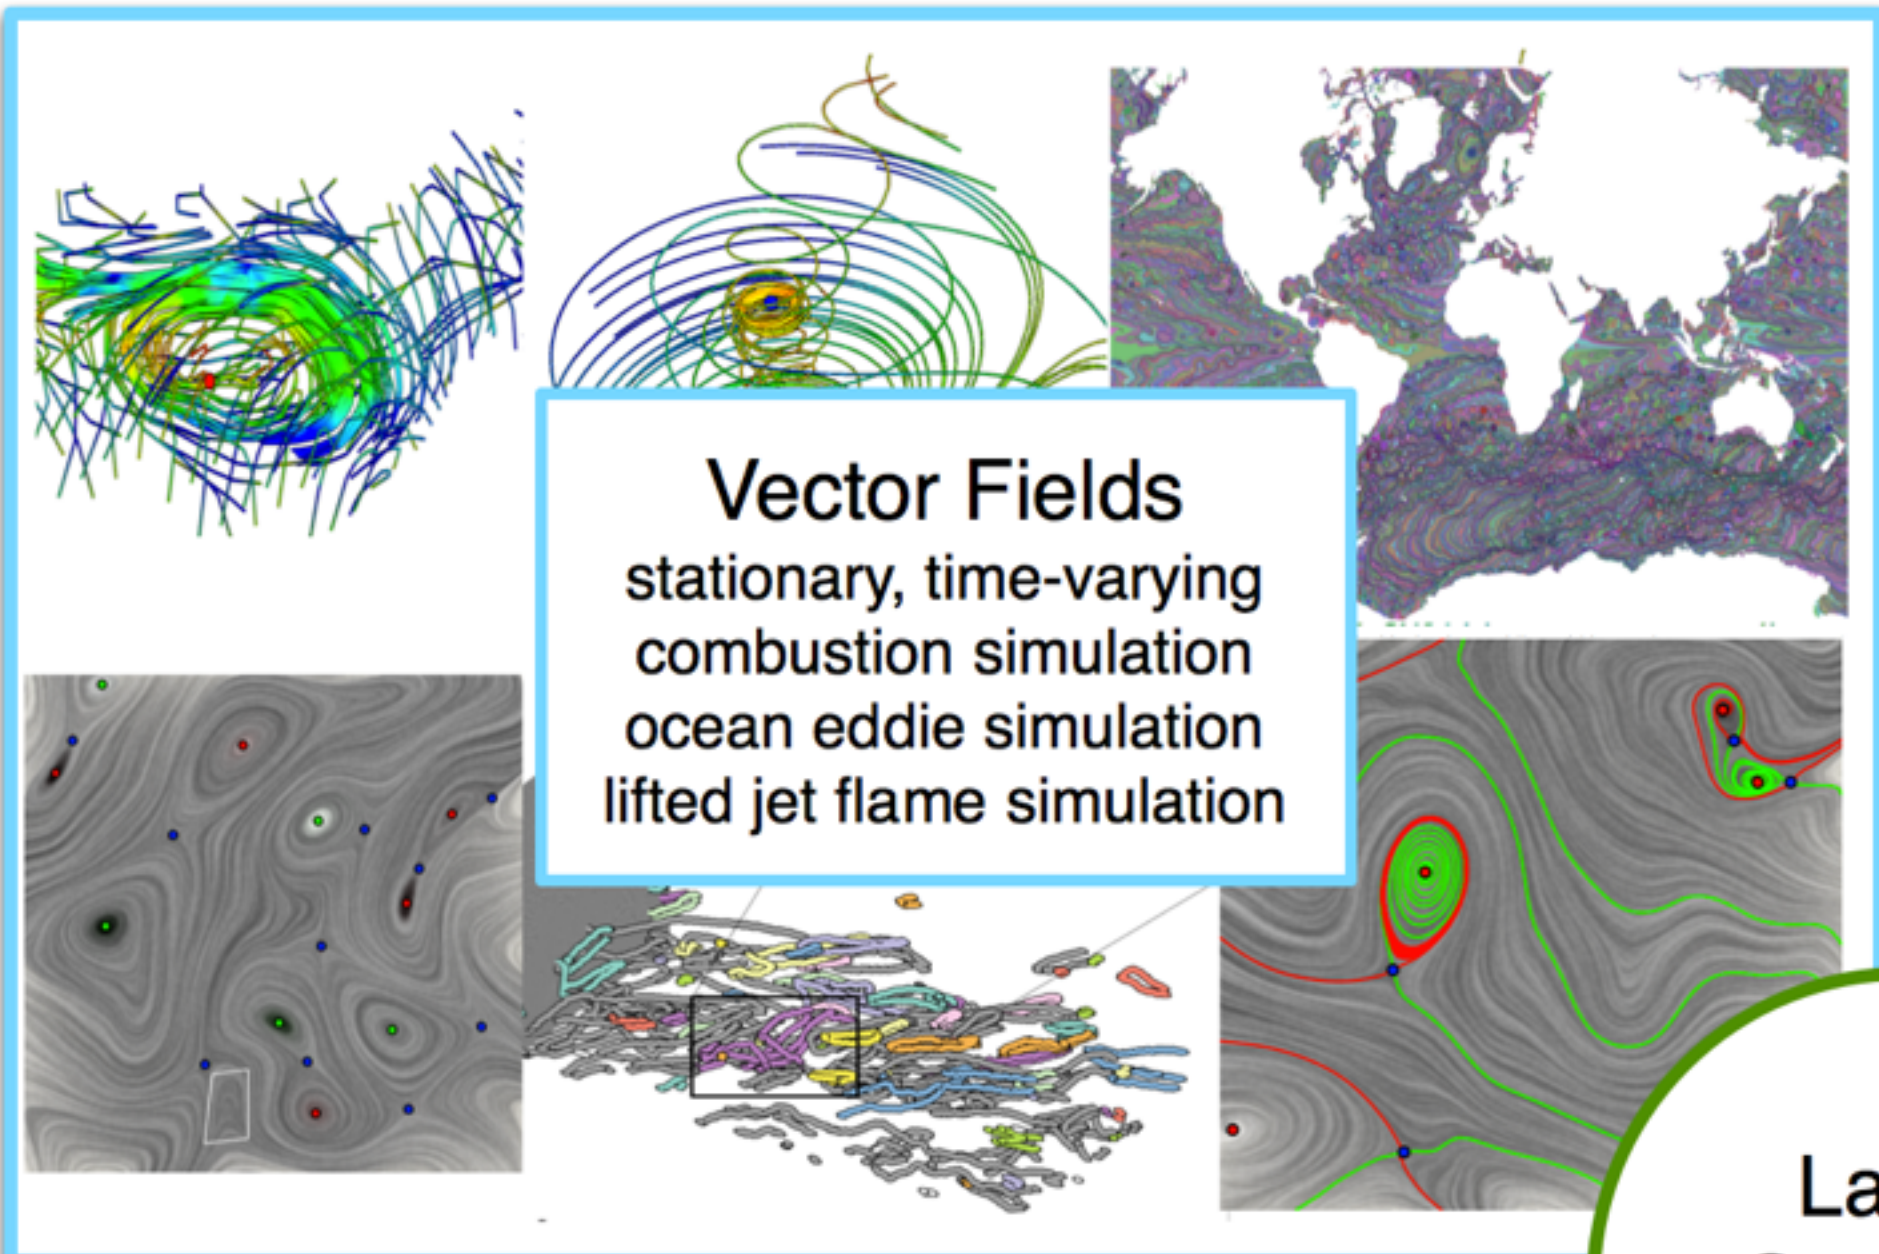 Vector Fields
stationary, time-varying
combustion simulation
ocean eddie simulation
lifted jet flame simulation
La